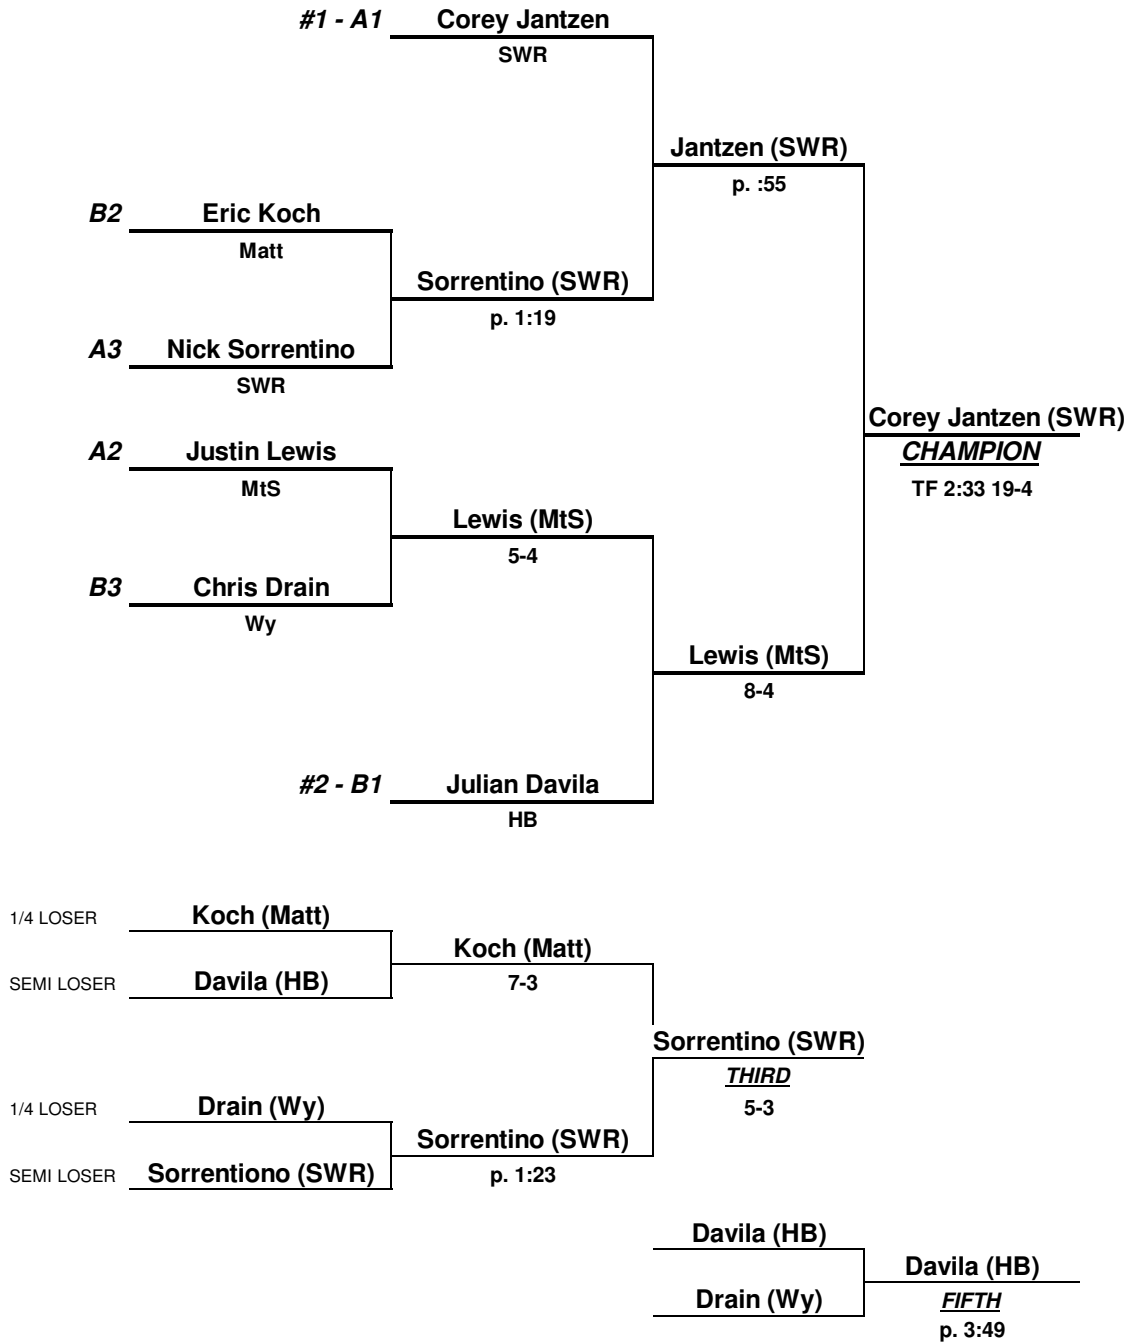 #1 - A1 Corey Jantzen
SWR
Jantzen (SWR)
p. :55
B2 Eric Koch
Matt
Sorrentino (SWR)
p. 1:19
A3 Nick Sorrentino
SWR
Corey Jantzen (SWR)
CHAMPION
TF 2:33 19-4
A2 Justin Lewis
MtS
Lewis (MtS)
5-4
B3 Chris Drain
Wy
Lewis (MtS)
8-4
#2 - B1 Julian Davila
HB
1/4 LOSER Koch (Matt)
Koch (Matt)
7-3
SEMI LOSER Davila (HB)
Sorrentino (SWR)
THIRD
5-3
1/4 LOSER Drain (Wy)
Sorrentino (SWR)
p. 1:23
SEMI LOSER Sorrentiono (SWR)
Davila (HB)
Davila (HB)
FIFTH
p. 3:49
Drain (Wy)